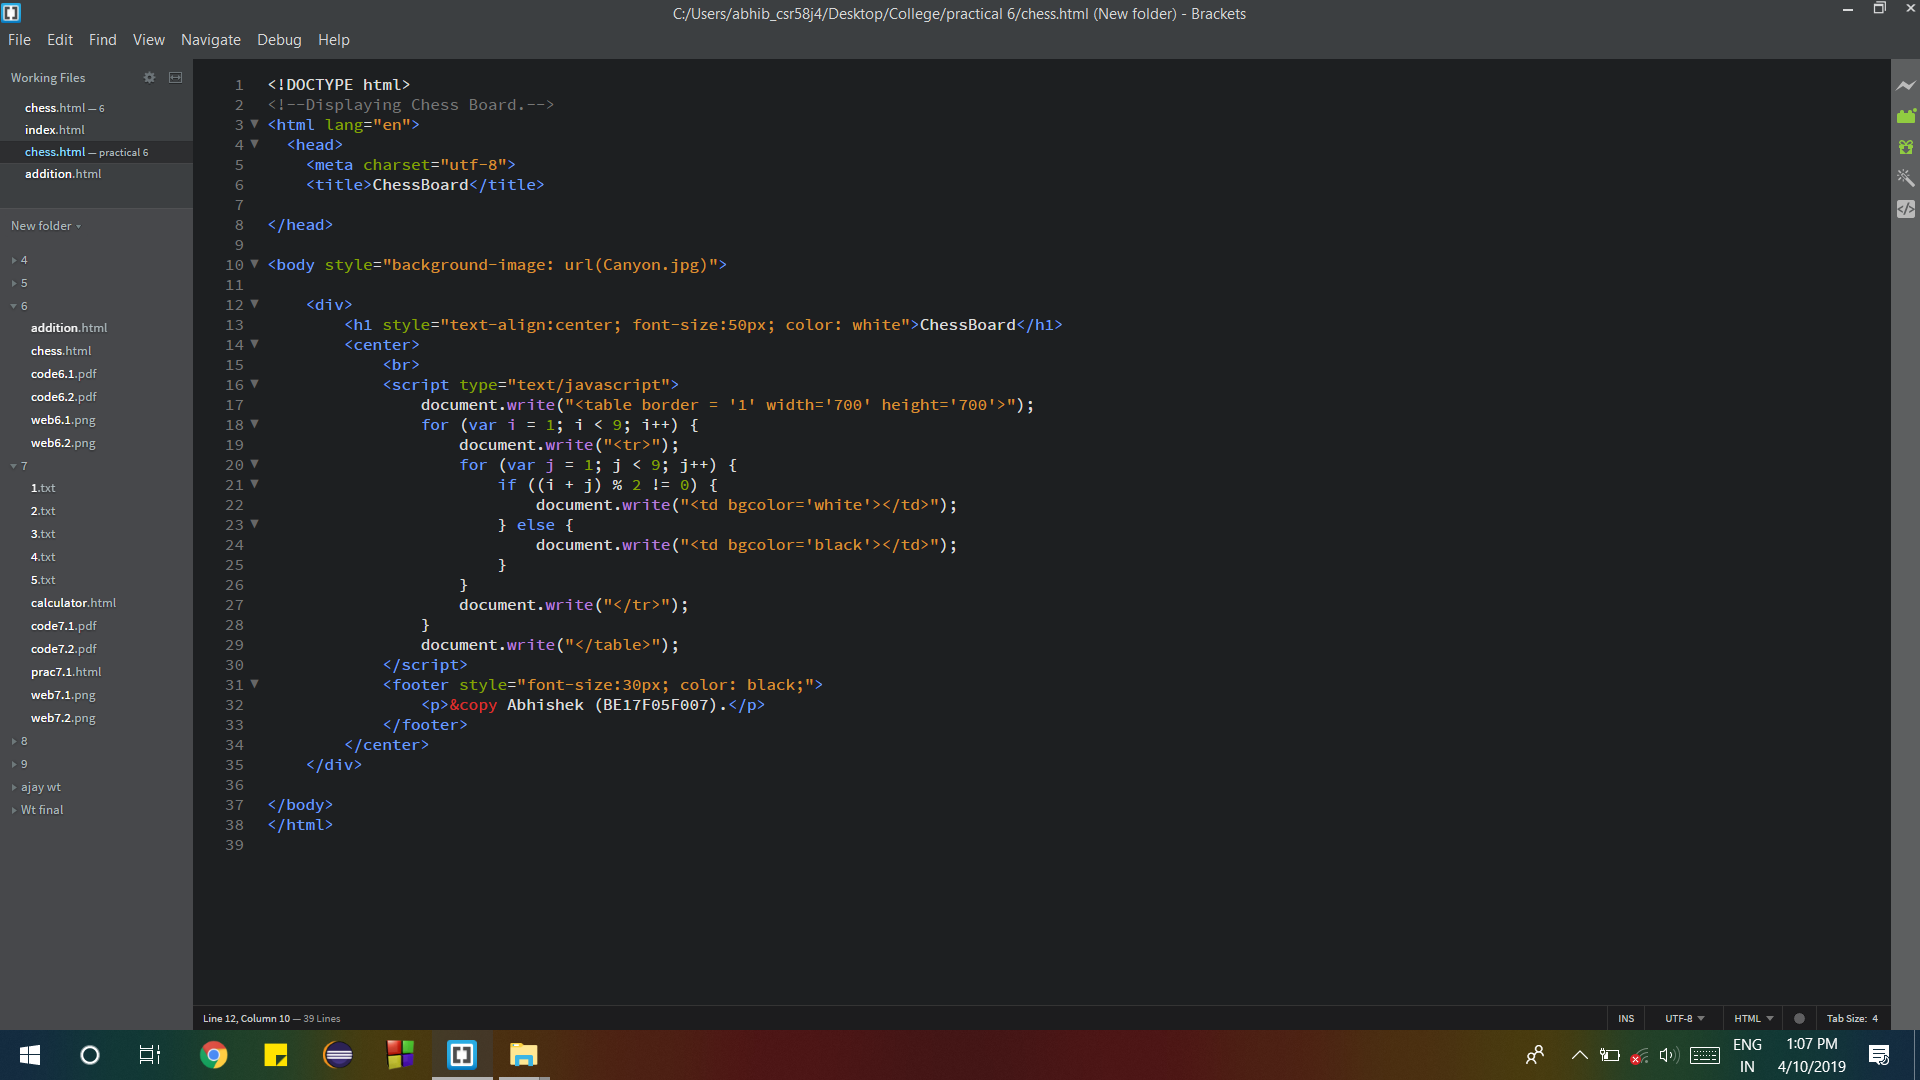 C:/Users/abhib_csr58j4/Desktop/College/practical 6/chess.html (New folder) - Brackets
File Edit Find View Navigate Debug Help
Working Files
chess.html — 6
index.html
chess.html — practical 6
addition.html
New folder
4
5
6
addition.html
chess.html
code6.1.pdf
code6.2.pdf
web6.1.png
web6.2.png
7
1.txt
2.txt
3.txt
4.txt
5.txt
calculator.html
code7.1.pdf
code7.2.pdf
prac7.1.html
web7.1.png
web7.2.png
8
9
ajay wt
Wt final
1 <!DOCTYPE html>
2 <!--Displaying Chess Board.-->
3 <html lang="en">
4 <head>
5 <meta charset="utf-8">
6 <title>ChessBoard</title>
7
8 </head>
9
10 <body style="background-image: url(Canyon.jpg)">
11
12 <div>
13 <h1 style="text-align:center; font-size:50px; color: white">ChessBoard</h1>
14 <center>
15 <br>
16 <script type="text/javascript">
17 document.write("<table border = '1' width='700' height='700'>");
18 for (var i = 1; i < 9; i++) {
19 document.write("<tr>");
20 for (var j = 1; j < 9; j++) {
21 if ((i + j) % 2 != 0) {
22 document.write("<td bgcolor='white'></td>");
23 } else {
24 document.write("<td bgcolor='black'></td>");
25 }
26 }
27 document.write("</tr>");
28 }
29 document.write("</table>");
30 </script>
31 <footer style="font-size:30px; color: black;">
32 <p>&copy Abhishek (BE17F05F007).</p>
33 </footer>
34 </center>
35 </div>
36
37 </body>
38 </html>
39
Line 12, Column 10 — 39 Lines
INS UTF-8 HTML Tab Size: 4
ENG
IN
1:07 PM
4/10/2019